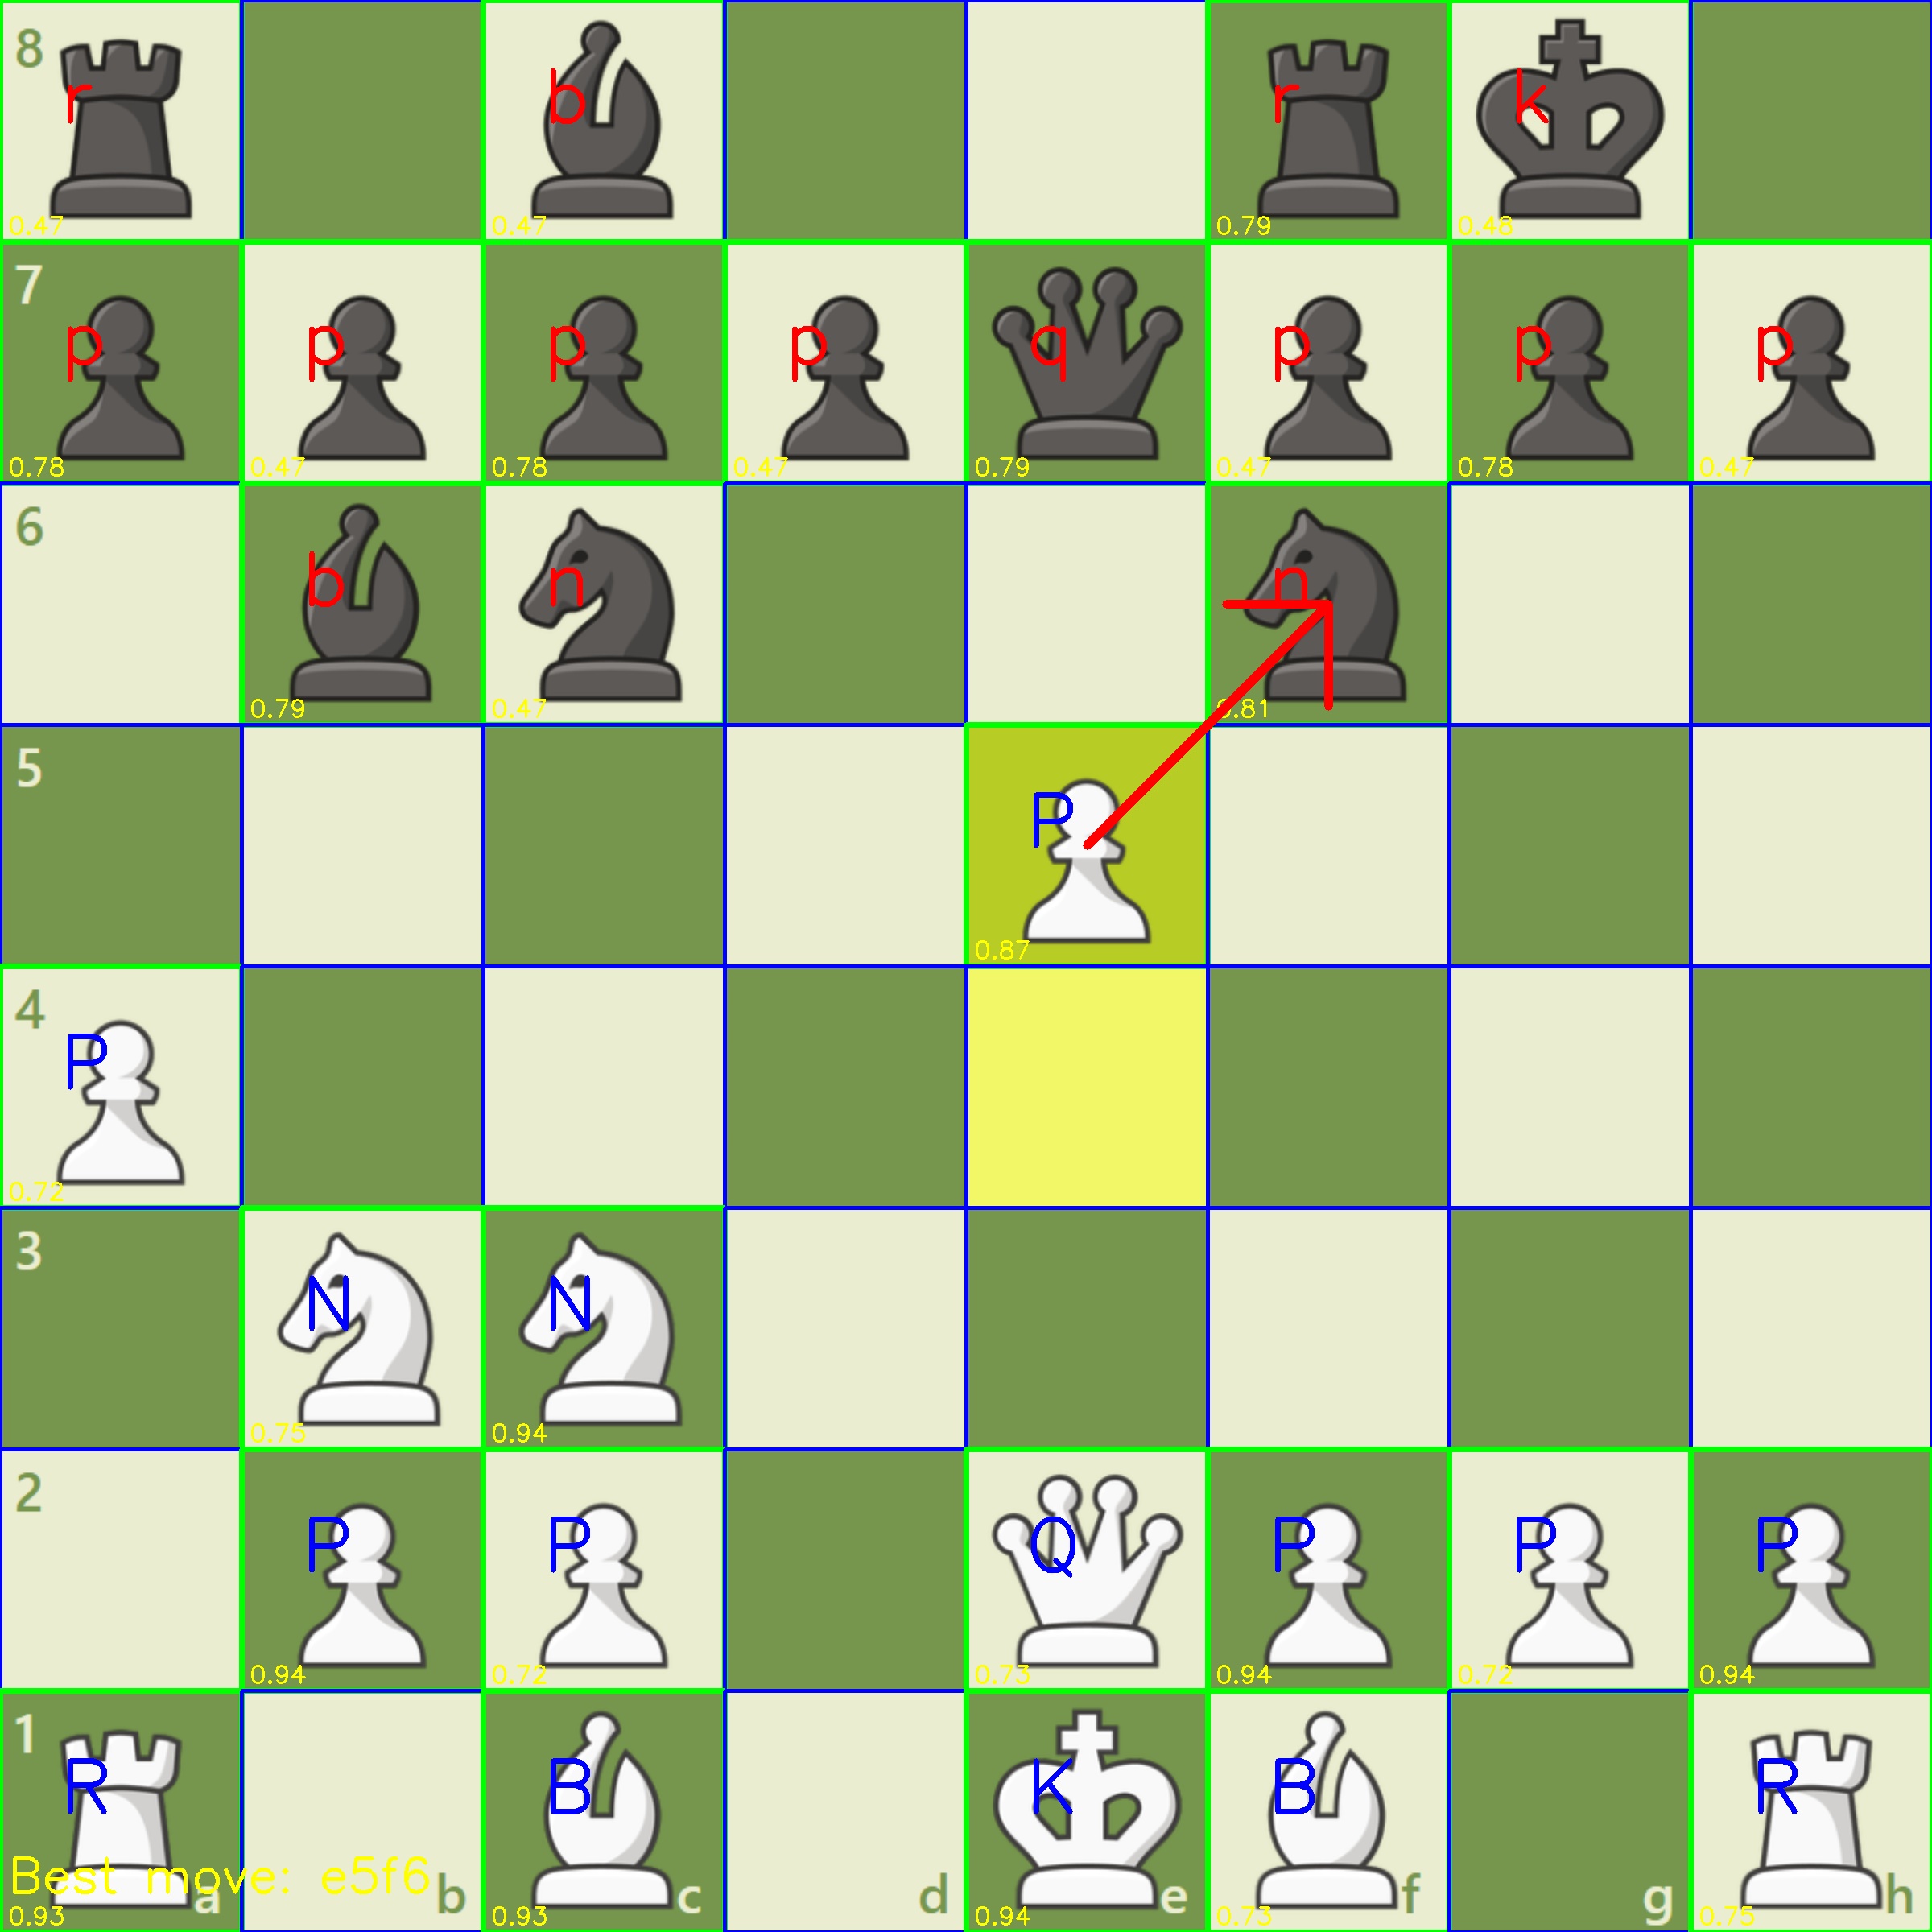 8 r b r k
0.47 0.47 0.79 0.48
7 p p p p q p p p
0.78 0.47 0.78 0.47 0.79 0.47 0.78 0.47
6 b n n
0.79 0.47 0.81
5 P
0.87
4 P
0.72
3 N N
0.75 0.94
2 P P Q P P P
0.94 0.72 0.73 0.94 0.72 0.94
1 R B K B R
Best move: e5f6
a b c d e f g h
0.93 0.93 0.94 0.73 0.75